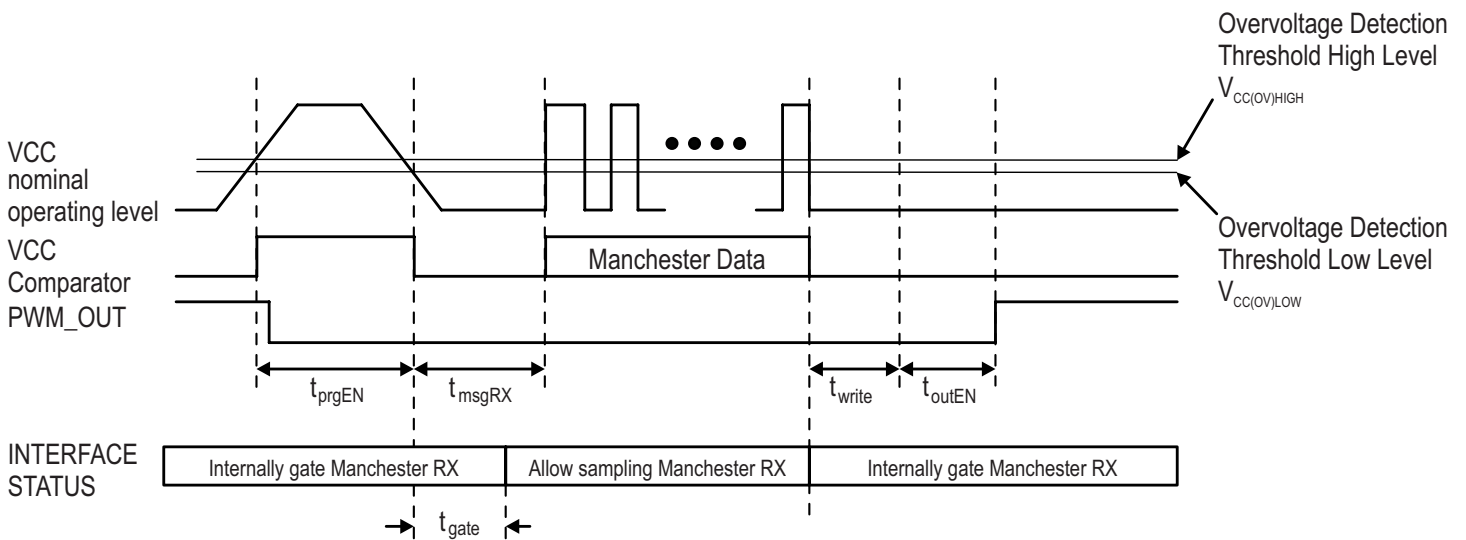 Overvoltage Detection
Threshold High Level
VCC(OV)HIGH
VCC
nominal
operating level
VCC
Comparator
Manchester Data
PWM_OUT
Overvoltage Detection
Threshold Low Level
VCC(OV)LOW
tprgEN
tmsgRX
twrite
toutEN
INTERFACE
STATUS
Internally gate Manchester RX
Allow sampling Manchester RX
Internally gate Manchester RX
tgate